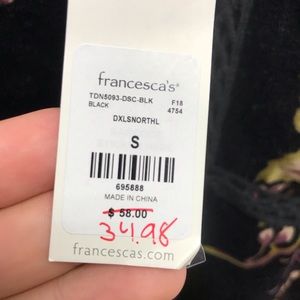 francesca's®
TDN5093-DSC-BLK F18
BLACK 4754
DXLSNORTHL
S
695888
MADE IN CHINA
$ 58.00
34.98
francescas.com